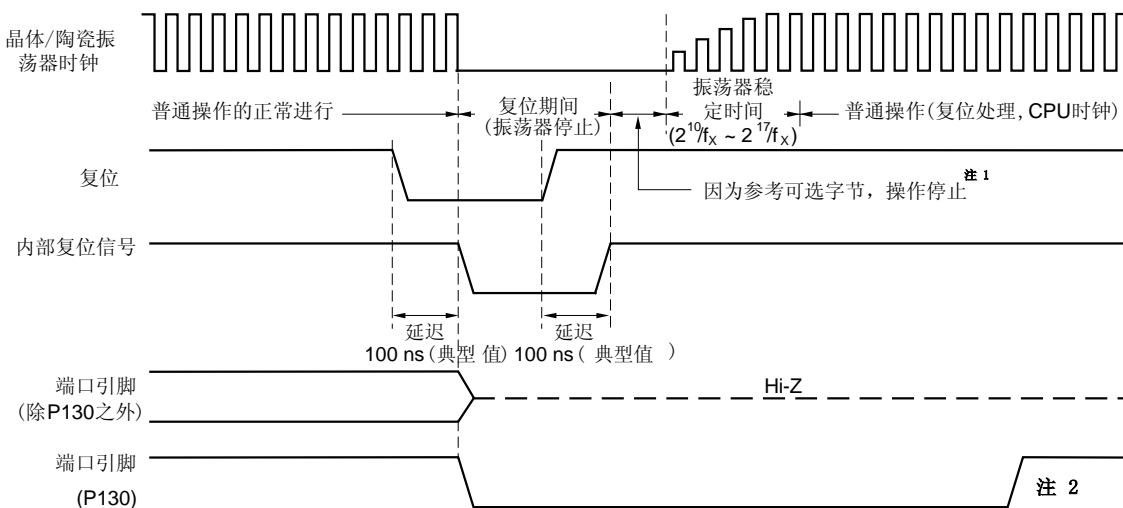 晶体/陶瓷振
荡器时钟
普通操作的正常进行
复位期间
(振荡器停止)
振荡器稳
定时间
(2^10/fX ~ 2^17/fX)
普通操作(复位处理, CPU时钟)
复位
因为参考可选字节，操作停止 注 1
内部复位信号
延迟
100 ns (典型 值)
延迟
100 ns ( 典型值 )
端口引脚
(除P130之外)
Hi-Z
端口引脚
(P130)
注 2